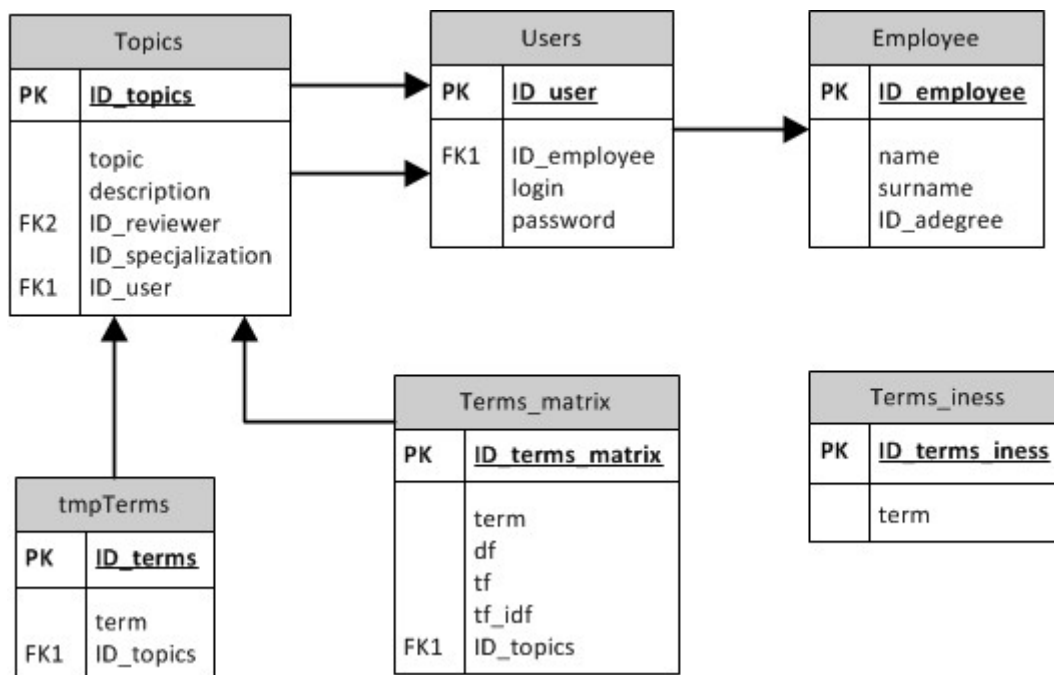 Topics
PK ID_topics
topic
description
FK2 ID_reviewer
ID_specjalization
FK1 ID_user
Users
PK ID_user
FK1 ID_employee
login
password
Employee
PK ID_employee
name
surname
ID_adegree
tmpTerms
PK ID_terms
term
FK1 ID_topics
Terms_matrix
PK ID_terms_matrix
term
df
tf
tf_idf
FK1 ID_topics
Terms_iness
PK ID_terms_iness
term